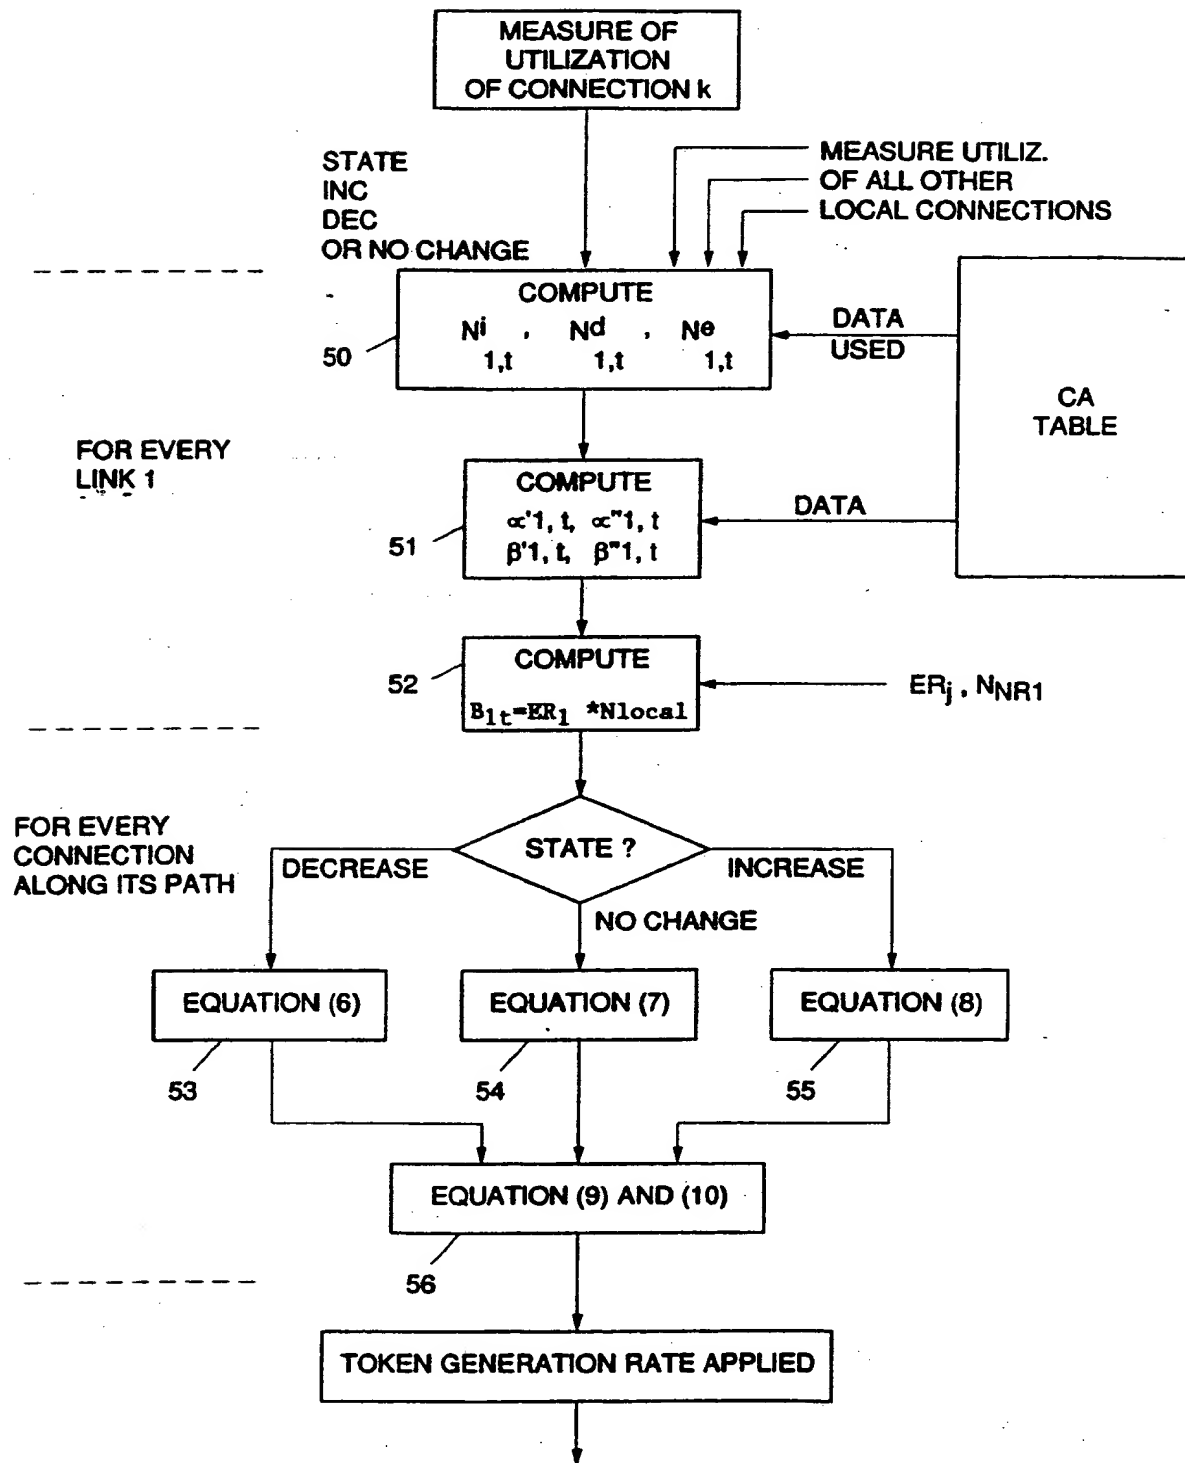 MEASURE OF
UTILIZATION
OF CONNECTION k
STATE
INC
DEC
OR NO CHANGE
MEASURE UTILIZ.
OF ALL OTHER
LOCAL CONNECTIONS
COMPUTE
Nⁱ , Nᵈ , Nᵉ
1,t 1,t 1,t
50
DATA
USED
CA
TABLE
FOR EVERY
LINK 1
COMPUTE
∝'1, t, ∝"1, t
β'1, t, β"1, t
51
DATA
COMPUTE
B1t=ER1 *Nlocal
52
ERj , NNR1
FOR EVERY
CONNECTION
ALONG ITS PATH
STATE ?
DECREASE
INCREASE
NO CHANGE
EQUATION (6)
EQUATION (7)
EQUATION (8)
53
54
55
EQUATION (9) AND (10)
56
TOKEN GENERATION RATE APPLIED